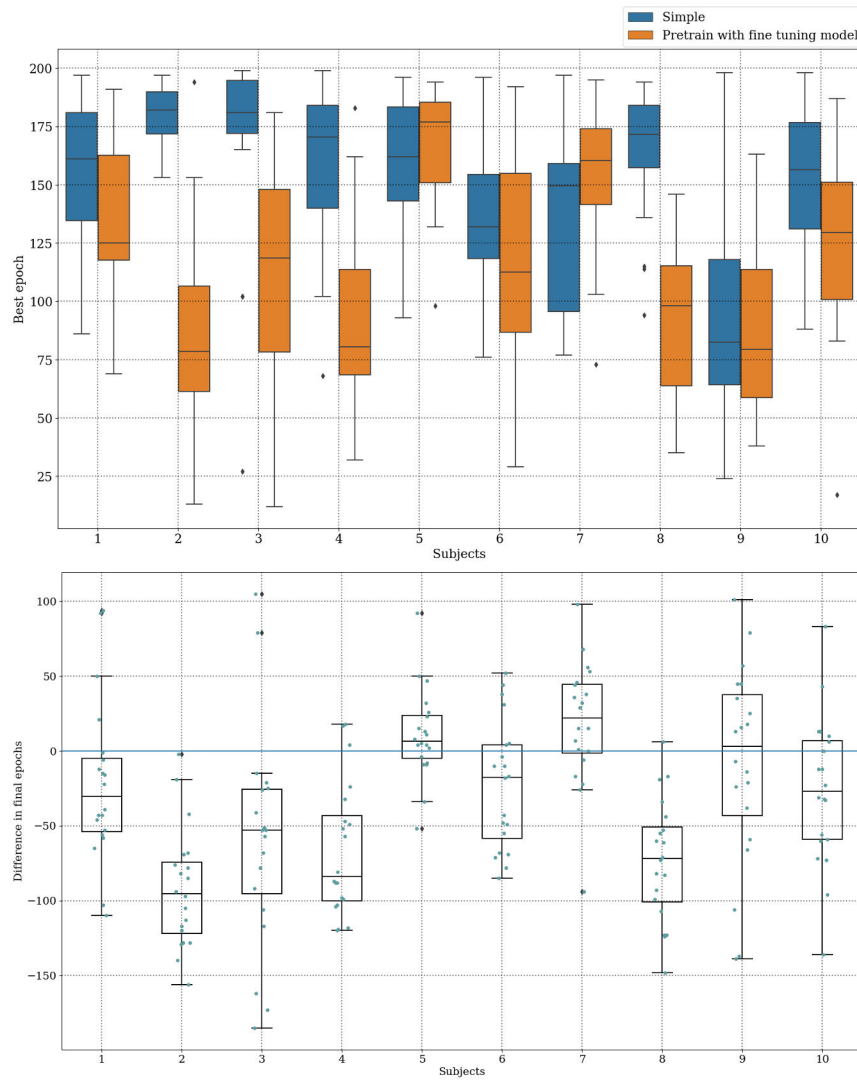 Simple
Pretrain with fine tuning model
200
175
150
125
100
75
50
25
Best epoch
1 2 3 4 5 6 7 8 9 10
Subjects
100
50
0
−50
−100
−150
Difference in final epochs
1 2 3 4 5 6 7 8 9 10
Subjects